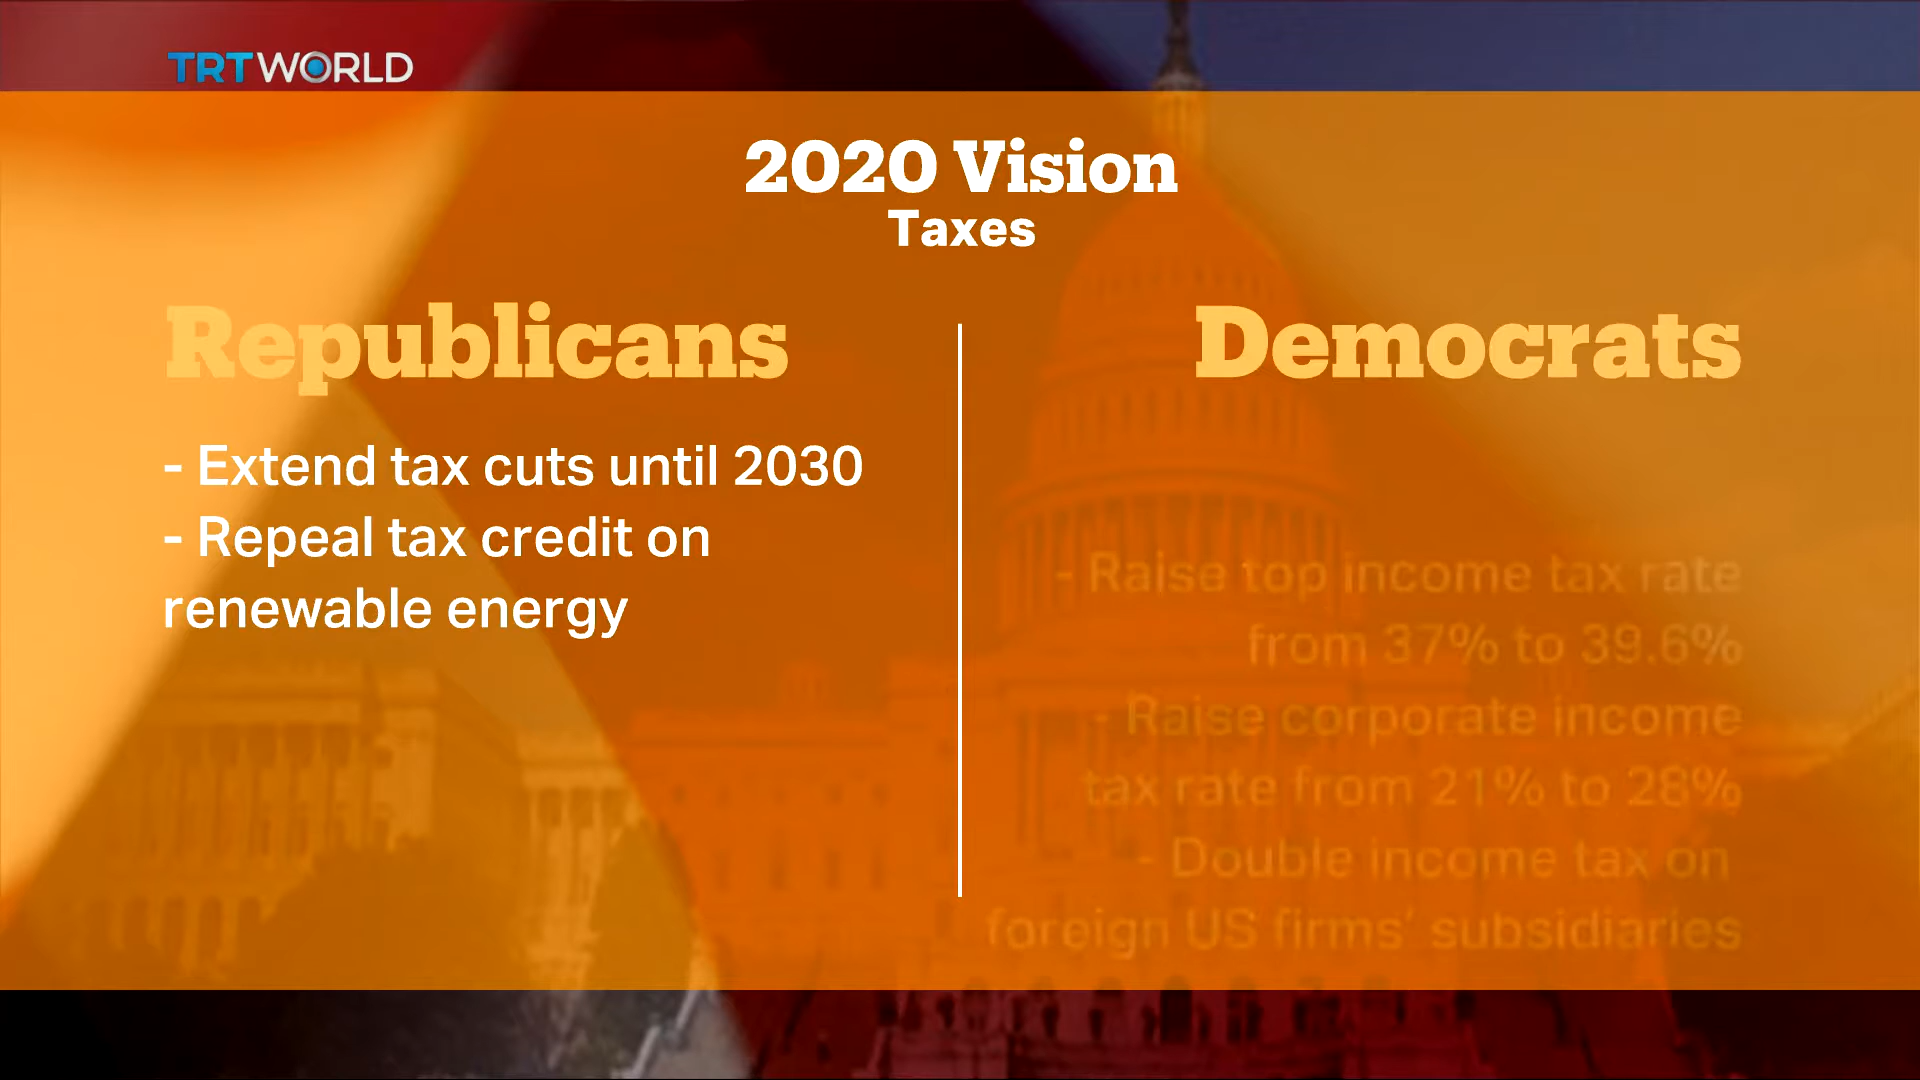 TRT WORLD
2020 Vision
Taxes
Republicans
- Extend tax cuts until 2030
- Repeal tax credit on
renewable energy
Democrats
- Raise top income tax rate
from 37% to 39.6%
- Raise corporate income
tax rate from 21% to 28%
- Double income tax on
foreign US firms' subsidiaries